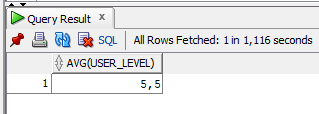 Query Result x
SQL | All Rows Fetched: 1 in 1,116 seconds
AVG(USER_LEVEL)
1 5,5